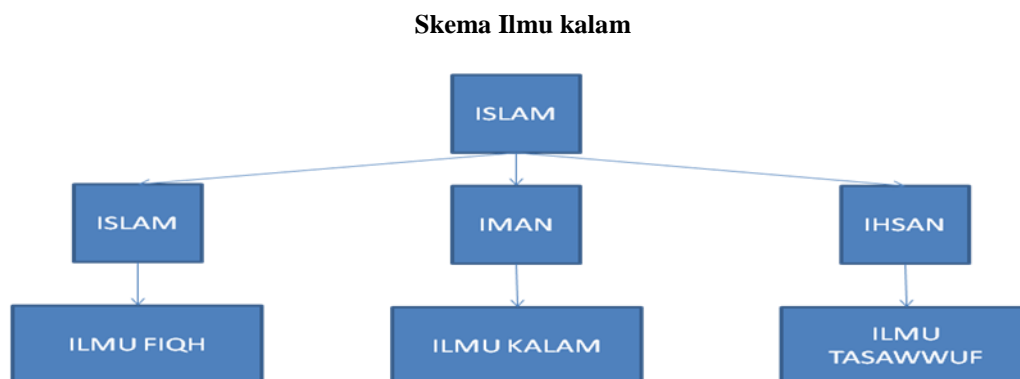 Skema Ilmu kalam
ISLAM
ISLAM
IMAN
IHSAN
ILMU FIQH
ILMU KALAM
ILMU
TASAWWUF